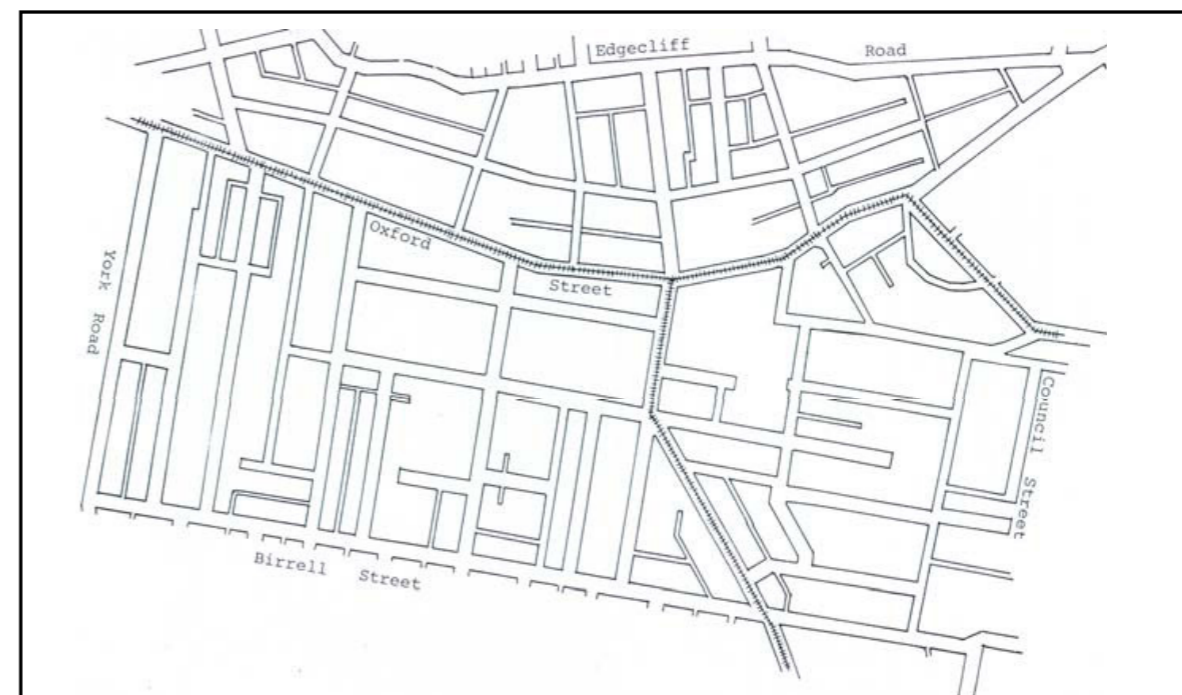 Edgecliff Road
Oxford
Street
York Road
Council Street
Birrell Street